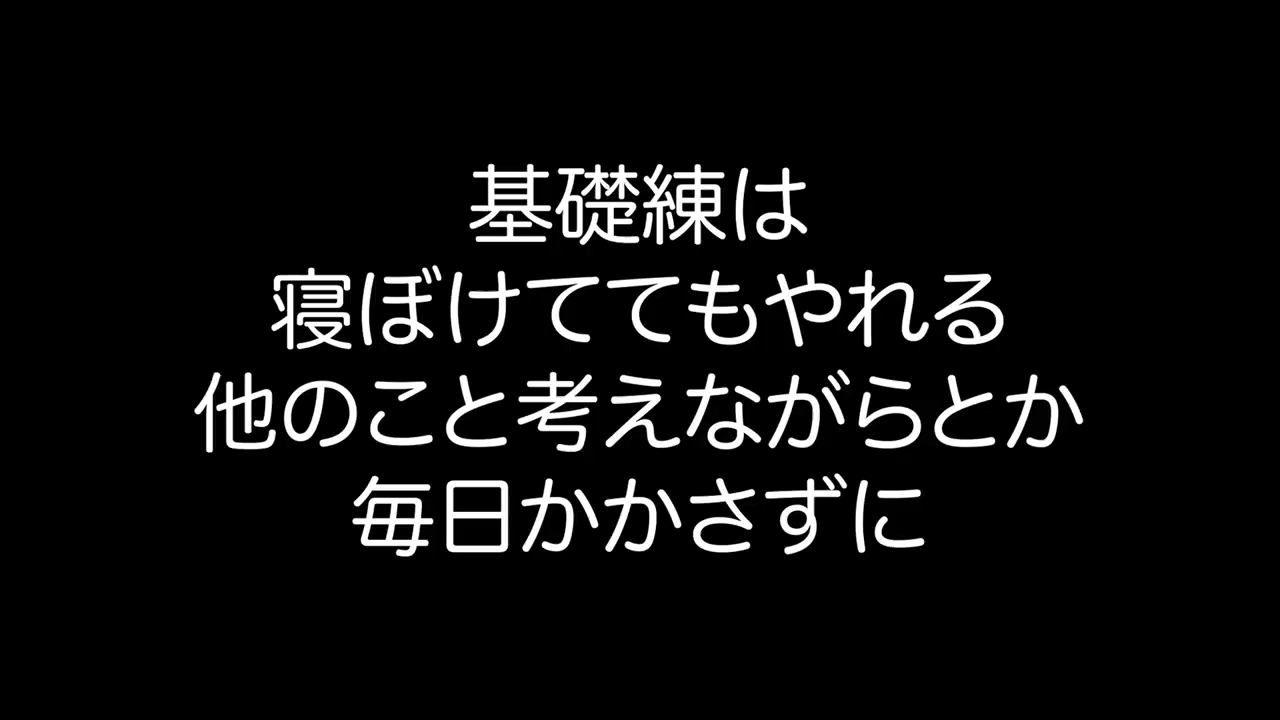 基礎練は
寝ぼけててもやれる
他のこと考えながらとか
毎日かかさずに